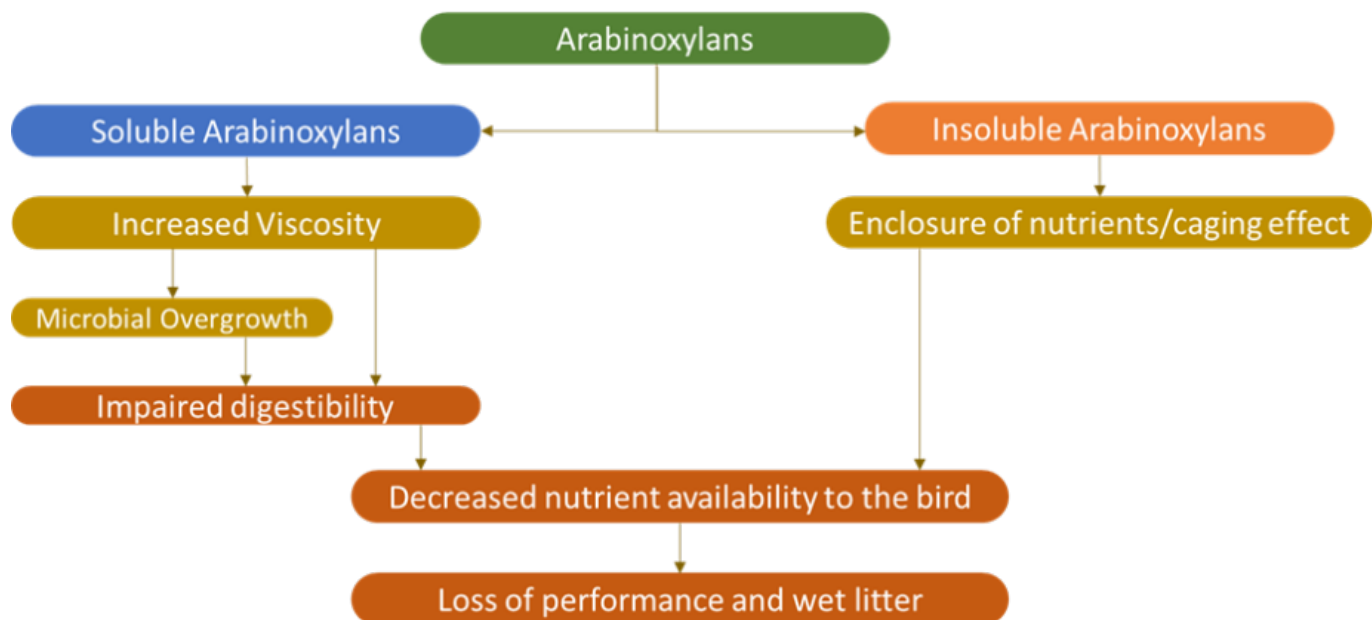 Arabinoxylans
Soluble Arabinoxylans
Insoluble Arabinoxylans
Increased Viscosity
Enclosure of nutrients/caging effect
Microbial Overgrowth
Impaired digestibility
Decreased nutrient availability to the bird
Loss of performance and wet litter